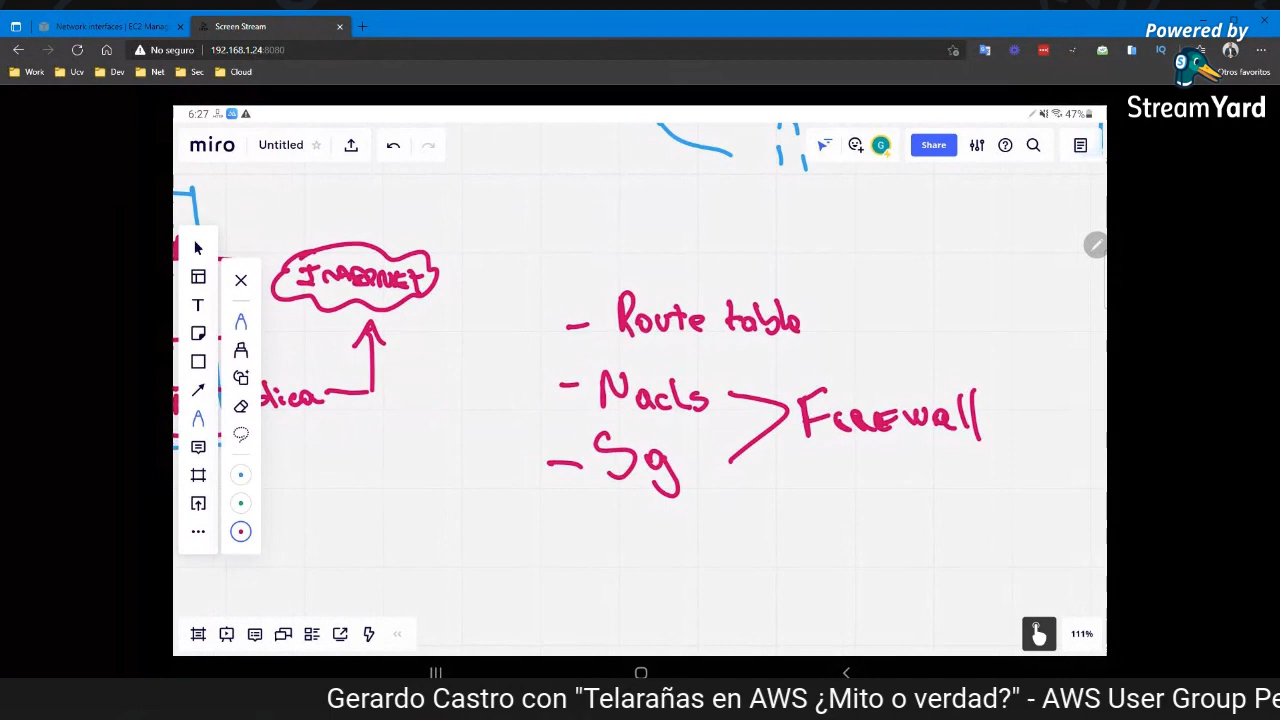 Network interfaces | EC2 Manag
Screen Stream
Powered by
No seguro
192.168.1.24:8080
IQ
Work
Ucv
Dev
Net
Sec
Cloud
Otros favoritos
StreamYard
6:27
47%
miro
Untitled
G
Share
INTERNET
T
- Route table
dica
- Nacls
Firewall
- Sg
111%
Gerardo Castro con "Telarañas en AWS ¿Mito o verdad?" - AWS User Group Pe